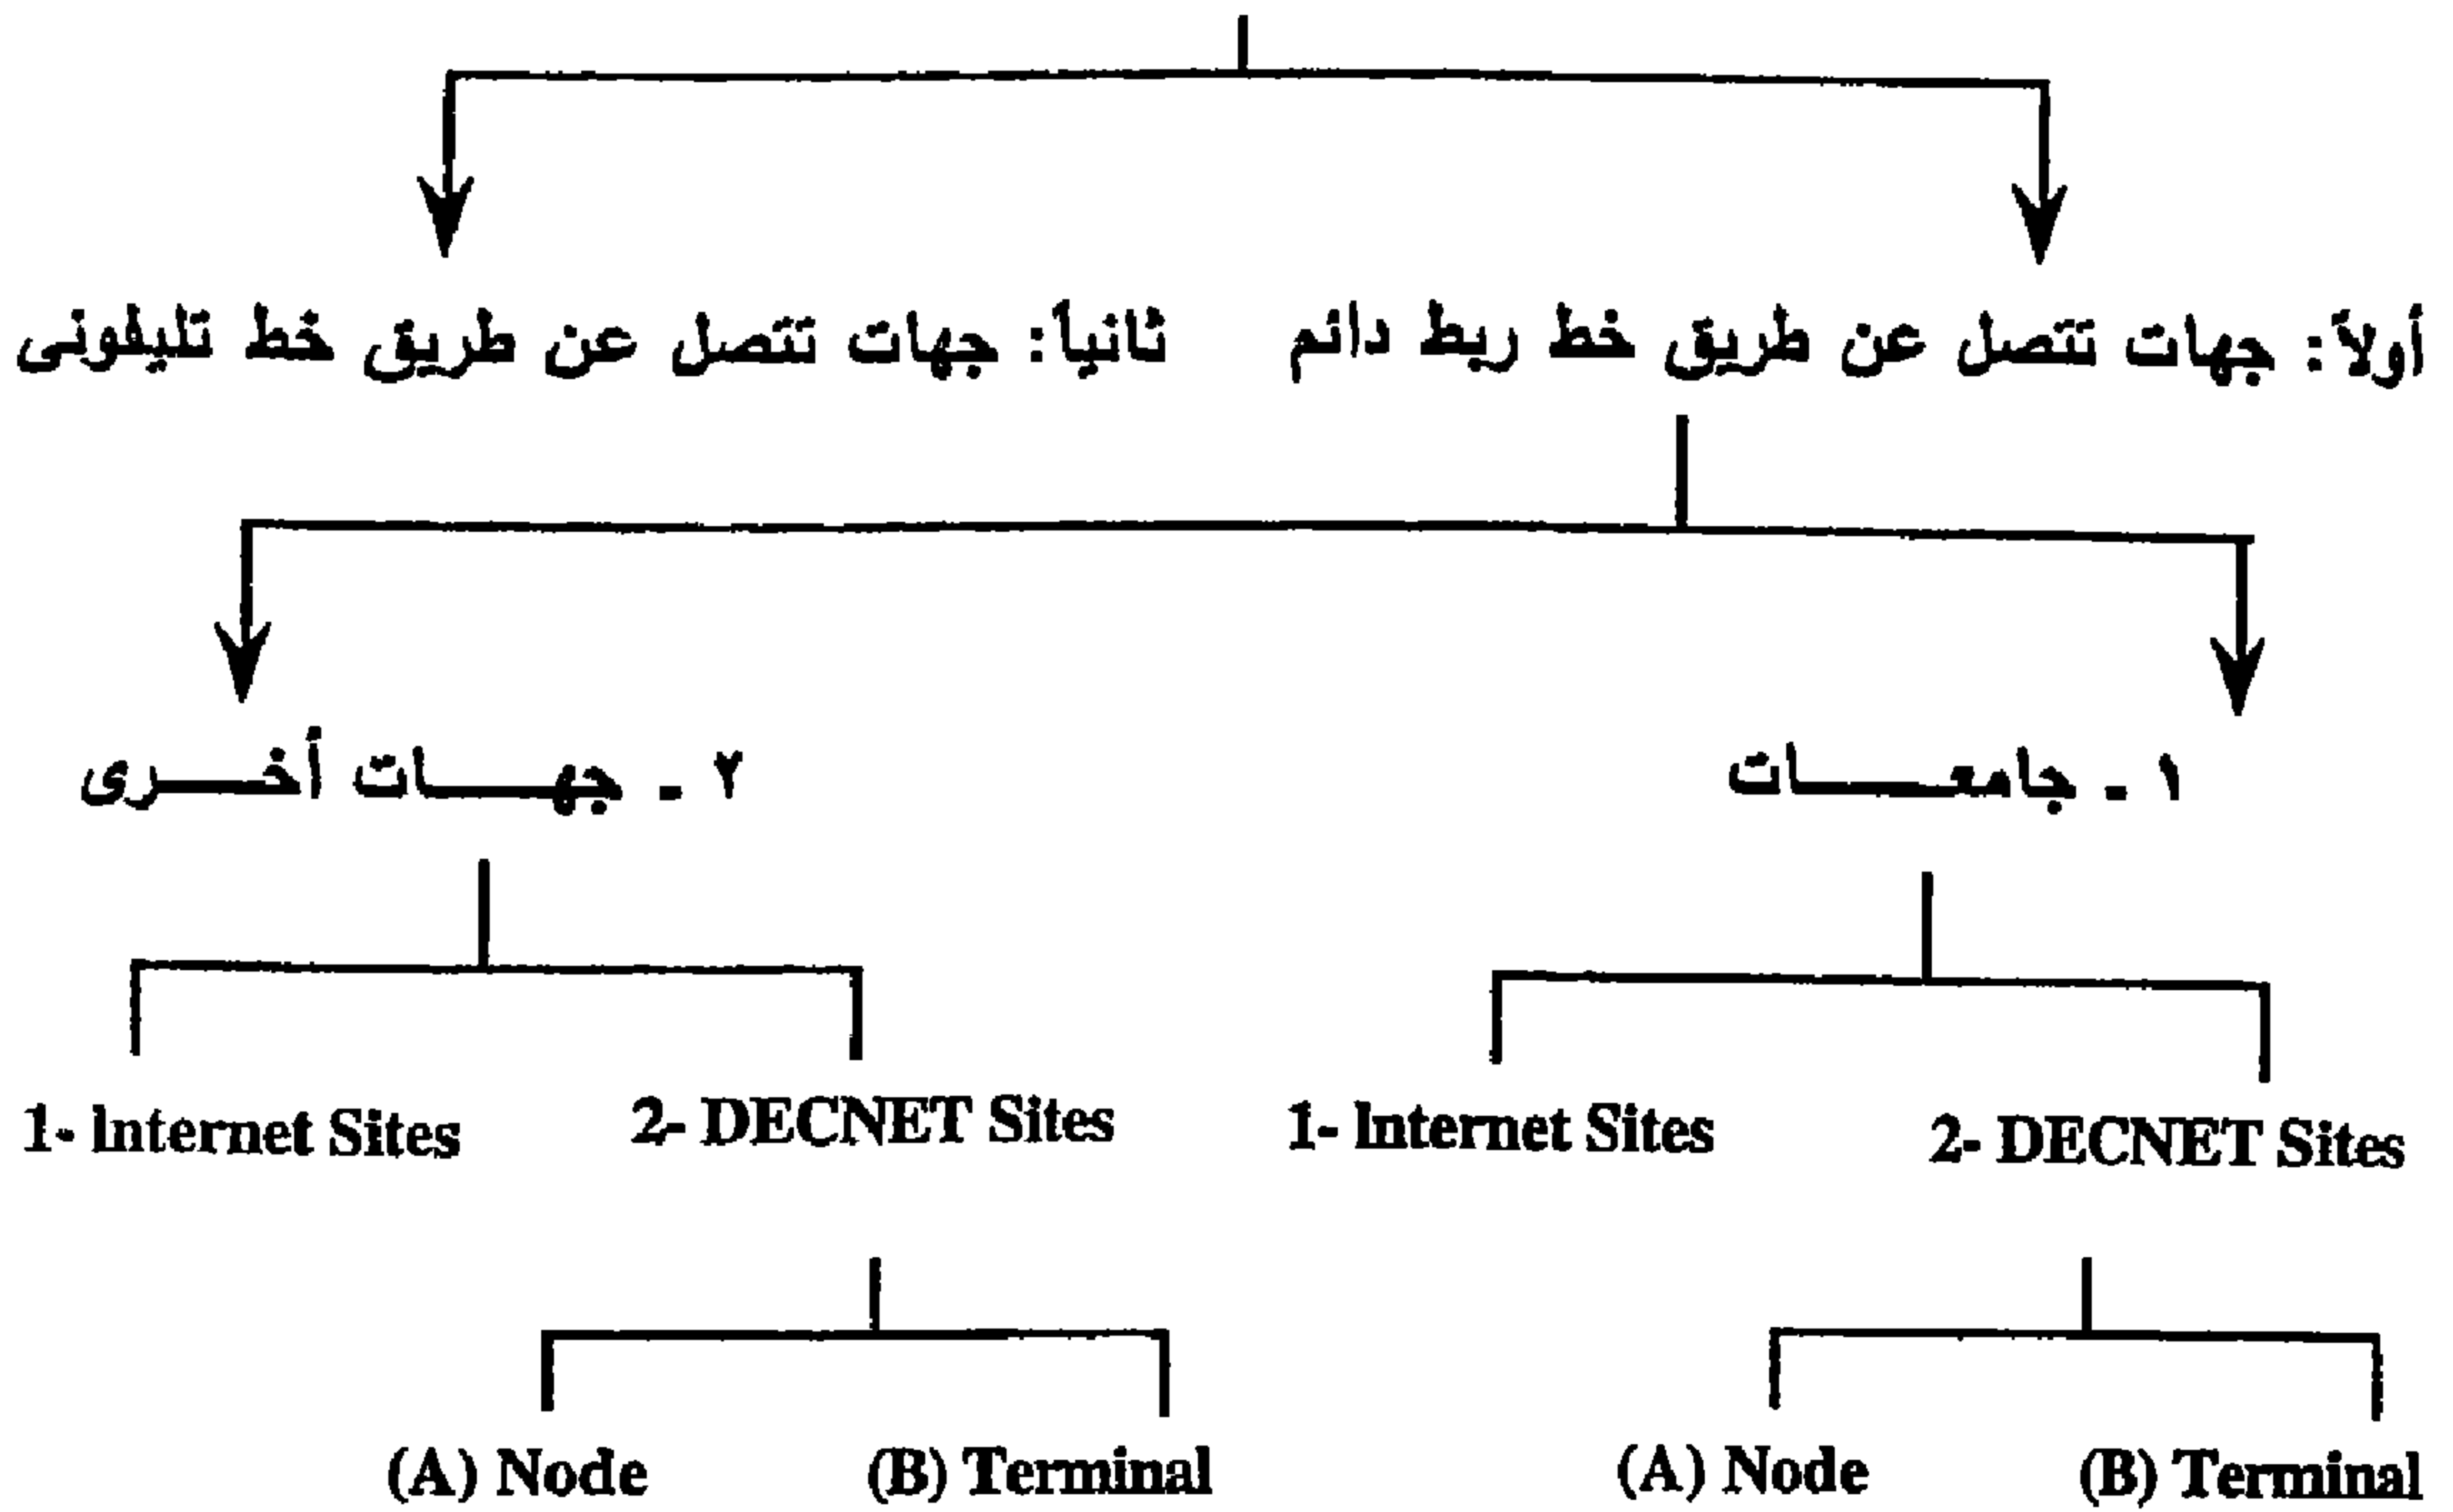 أولاً: جهات تتصل عن طريق خط ربط دائم
ثانياً: جهات تتصل عن طريق خط تليفونى
١ - جامعـــات
٢ - جهـــات أخـــرى
1- Internet Sites
2- DECNET Sites
1- Internet Sites
2- DECNET Sites
(A) Node
(B) Terminal
(A) Node
(B) Terminal